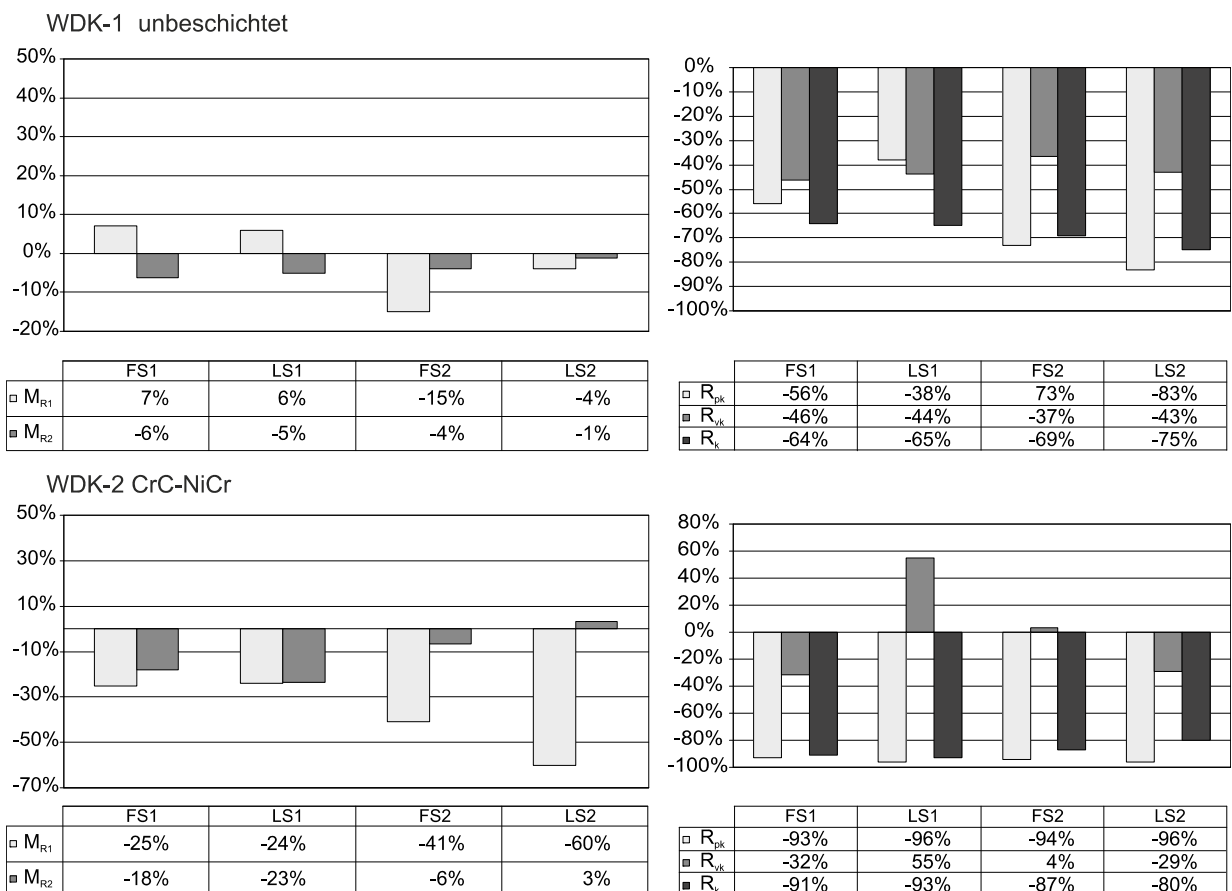 WDK-1 unbeschichtet
50%
40%
30%
20%
10%
0%
-10%
-20%
FS1 LS1 FS2 LS2
M_R1 7% 6% -15% -4%
M_R2 -6% -5% -4% -1%
0%
-10%
-20%
-30%
-40%
-50%
-60%
-70%
-80%
-90%
-100%
FS1 LS1 FS2 LS2
R_pk -56% -38% 73% -83%
R_vk -46% -44% -37% -43%
R_k -64% -65% -69% -75%
WDK-2 CrC-NiCr
50%
30%
10%
-10%
-30%
-50%
-70%
FS1 LS1 FS2 LS2
M_R1 -25% -24% -41% -60%
M_R2 -18% -23% -6% 3%
80%
60%
40%
20%
0%
-20%
-40%
-60%
-80%
-100%
FS1 LS1 FS2 LS2
R_pk -93% -96% -94% -96%
R_vk -32% 55% 4% -29%
R_k -91% -93% -87% -80%